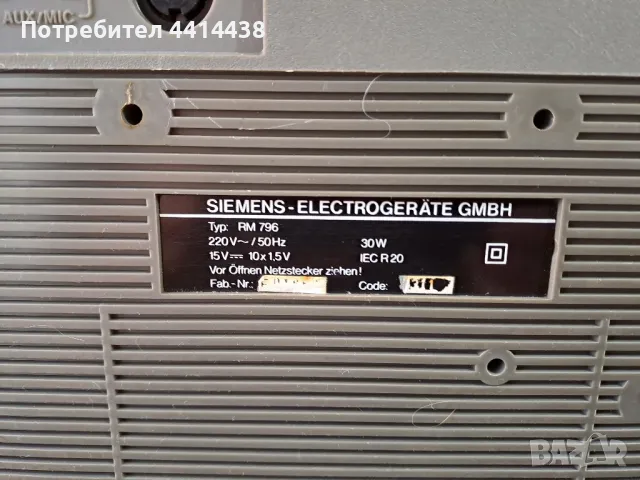 Потребител 4414438
AUX/MIC
SIEMENS-ELECTROGERÄTE GMBH
Typ: RM 796
220V~/50Hz 30W
15V⎓ 10x1,5V IEC R20
Vor Öffnen Netzstecker ziehen!
Fab.-Nr.: Code:
BAZAR